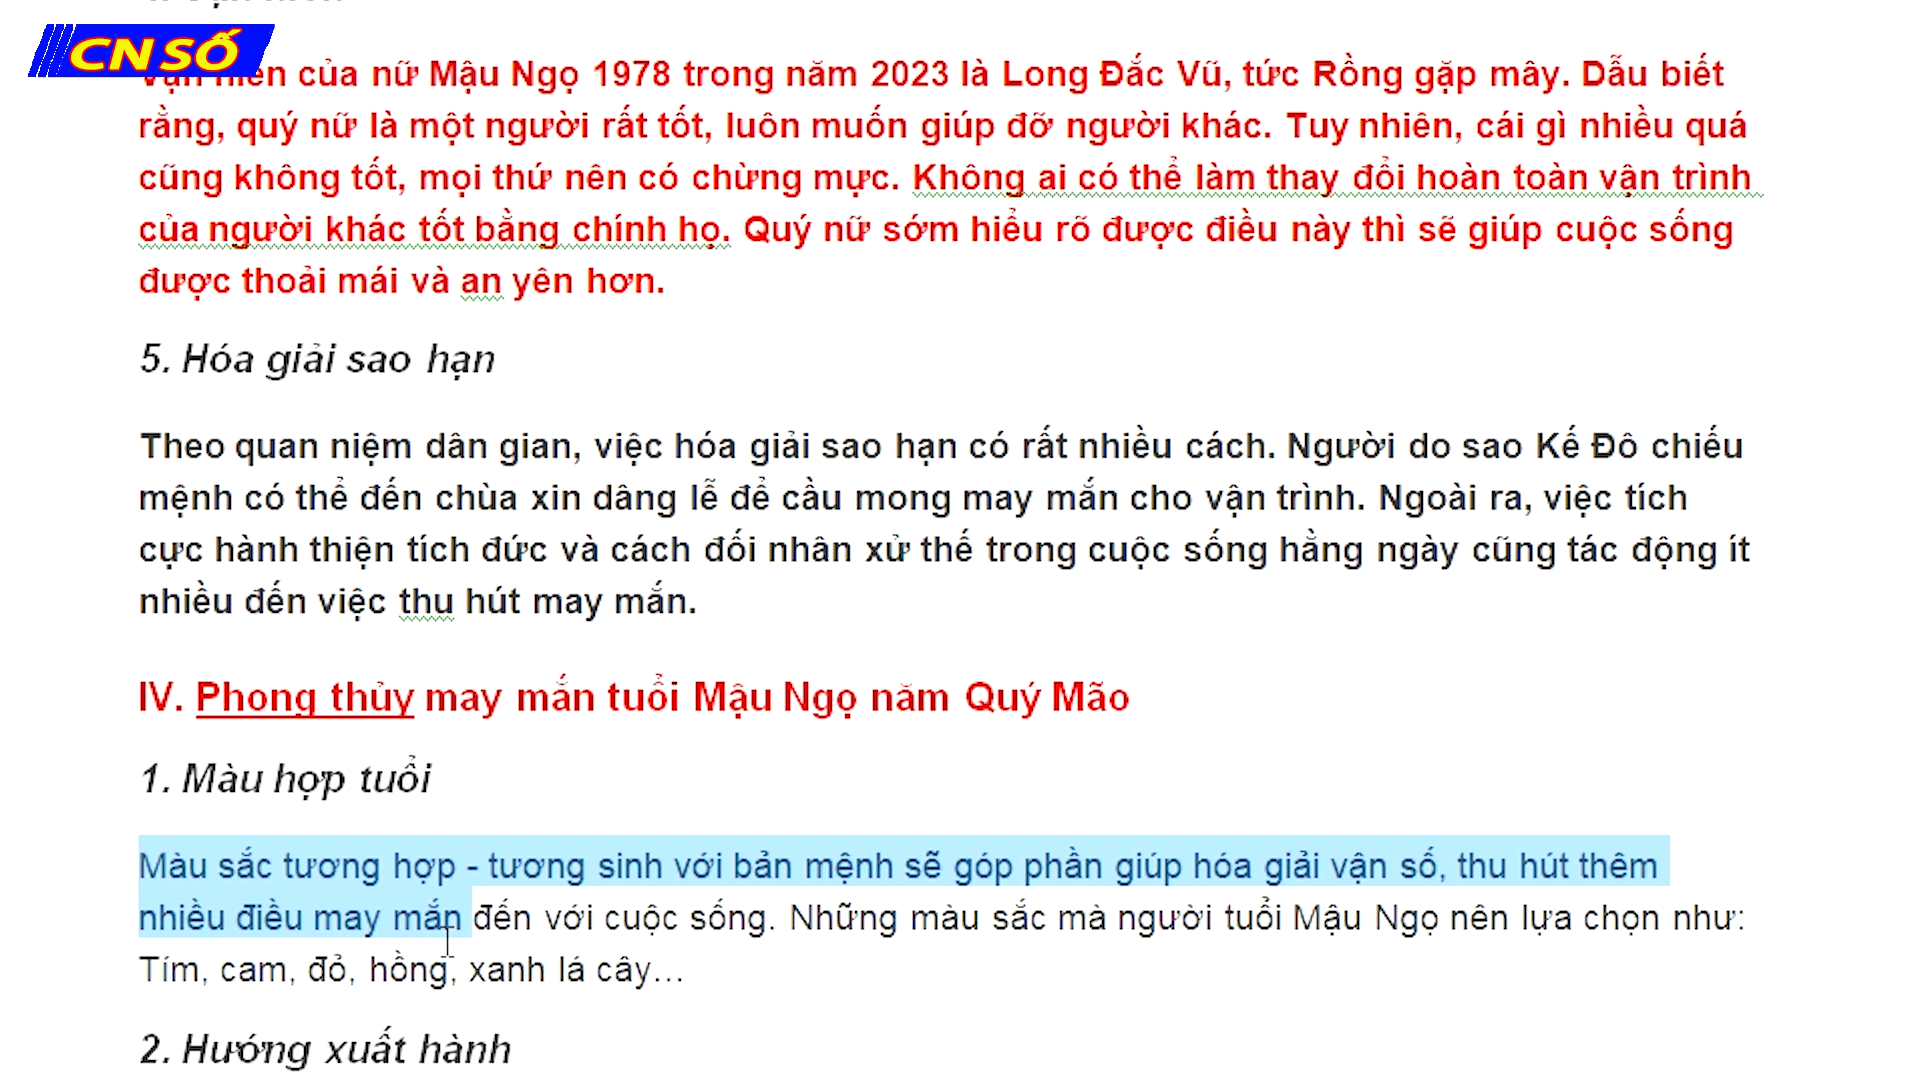 CN SỐ
Vận niên của nữ Mậu Ngọ 1978 trong năm 2023 là Long Đắc Vũ, tức Rồng gặp mây. Dẫu biết
rằng, quý nữ là một người rất tốt, luôn muốn giúp đỡ người khác. Tuy nhiên, cái gì nhiều quá
cũng không tốt, mọi thứ nên có chừng mực. Không ai có thể làm thay đổi hoàn toàn vận trình
của người khác tốt bằng chính họ. Quý nữ sớm hiểu rõ được điều này thì sẽ giúp cuộc sống
được thoải mái và an yên hơn.
5. Hóa giải sao hạn
Theo quan niệm dân gian, việc hóa giải sao hạn có rất nhiều cách. Người do sao Kế Đô chiếu
mệnh có thể đến chùa xin dâng lễ để cầu mong may mắn cho vận trình. Ngoài ra, việc tích
cực hành thiện tích đức và cách đối nhân xử thế trong cuộc sống hằng ngày cũng tác động ít
nhiều đến việc thu hút may mắn.
IV. Phong thủy may mắn tuổi Mậu Ngọ năm Quý Mão
1. Màu hợp tuổi
Màu sắc tương hợp - tương sinh với bản mệnh sẽ góp phần giúp hóa giải vận số, thu hút thêm
nhiều điều may mắn đến với cuộc sống. Những màu sắc mà người tuổi Mậu Ngọ nên lựa chọn như:
Tím, cam, đỏ, hồng, xanh lá cây...
2. Hướng xuất hành